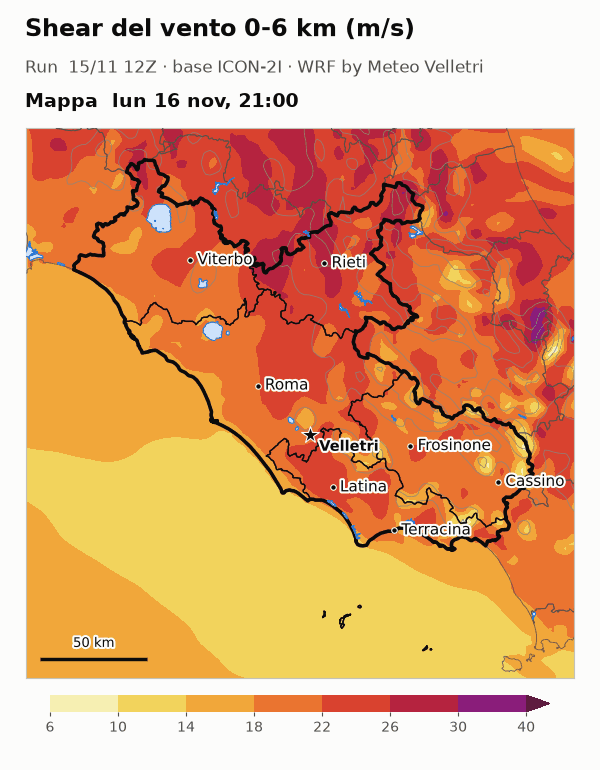 Shear del vento 0-6 km (m/s)
Run  15/11 12Z · base ICON-2I · WRF by Meteo Velletri
Mappa  lun 16 nov, 21:00
Viterbo
Rieti
Roma
Velletri
Frosinone
Latina
Cassino
Terracina
50 km
6 10 14 18 22 26 30 40